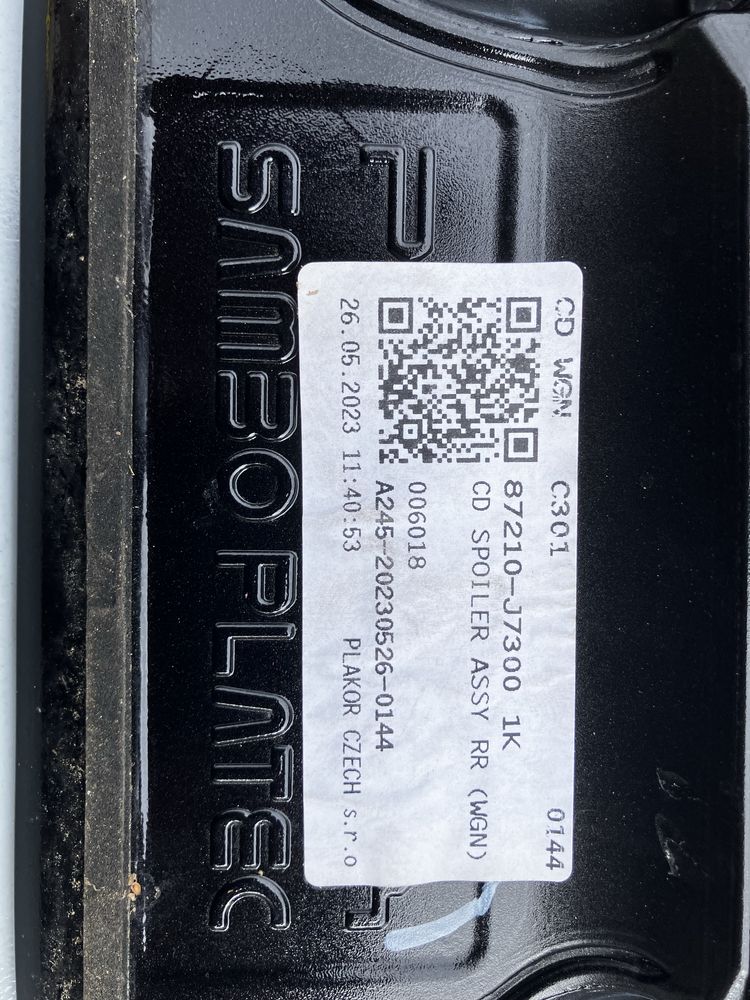 CD WGN C301 0144
87210-J7300 1K
CD SPOILER ASSY RR (WGN)
006018
A245-20230526-0144
26.05.2023 11:40:53 PLAKOR CZECH s.r.o
SAMBO PLATEC